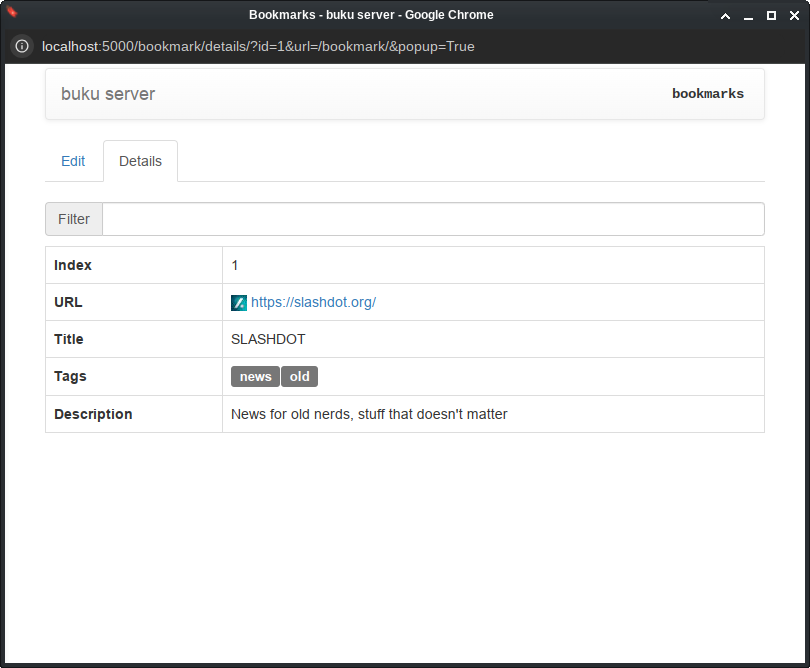 Bookmarks - buku server - Google Chrome
localhost:5000/bookmark/details/?id=1&url=/bookmark/&popup=True
buku server bookmarks
Edit Details
Filter
Index 1
URL https://slashdot.org/
Title SLASHDOT
Tags news old
Description News for old nerds, stuff that doesn't matter